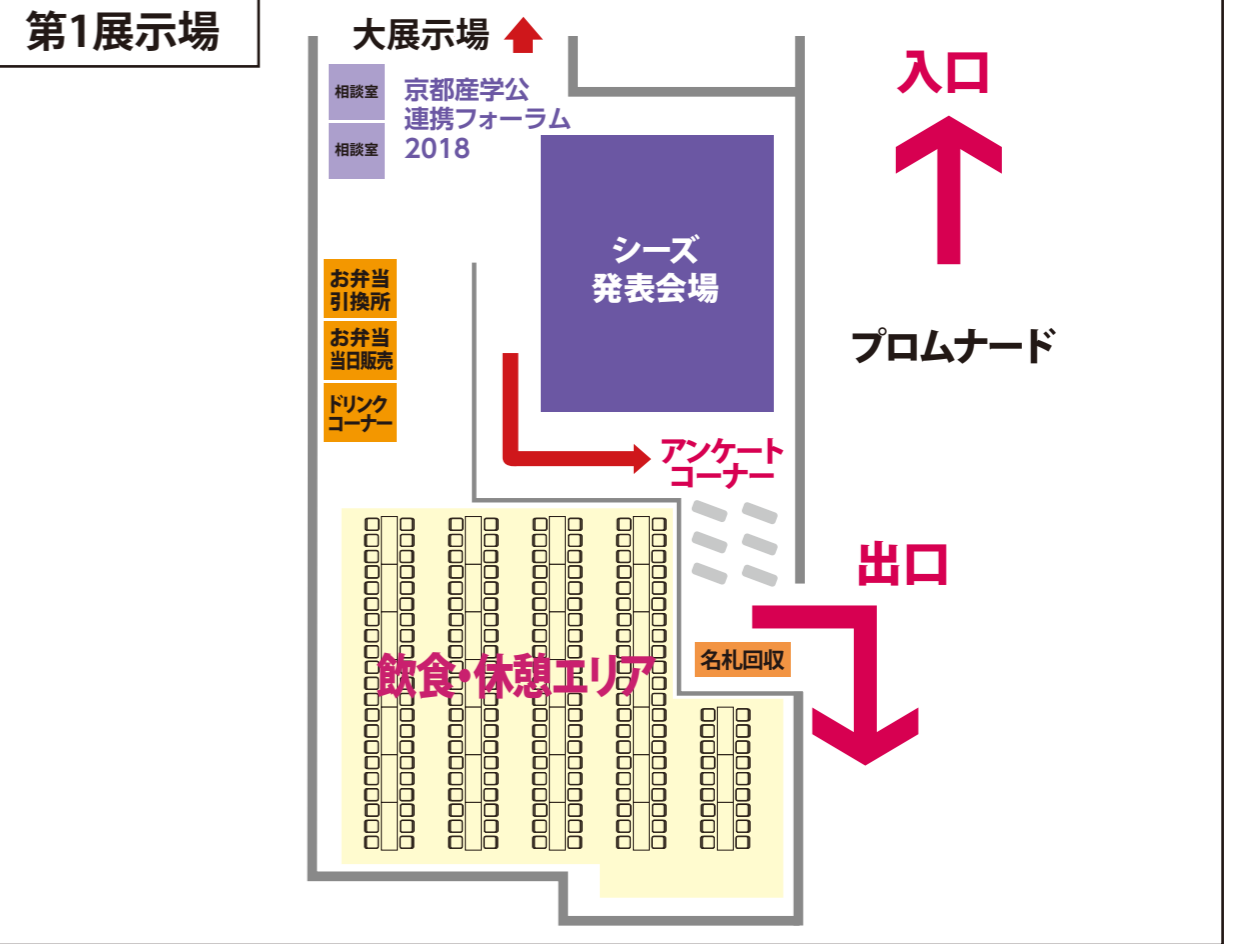 第1展示場
大展示場
入口
相談室
京都産学公
連携フォーラム
2018
相談室
シーズ
発表会場
お弁当
引換所
お弁当
当日販売
ドリンク
コーナー
プロムナード
アンケート
コーナー
出口
飲食・休憩エリア
名札回収